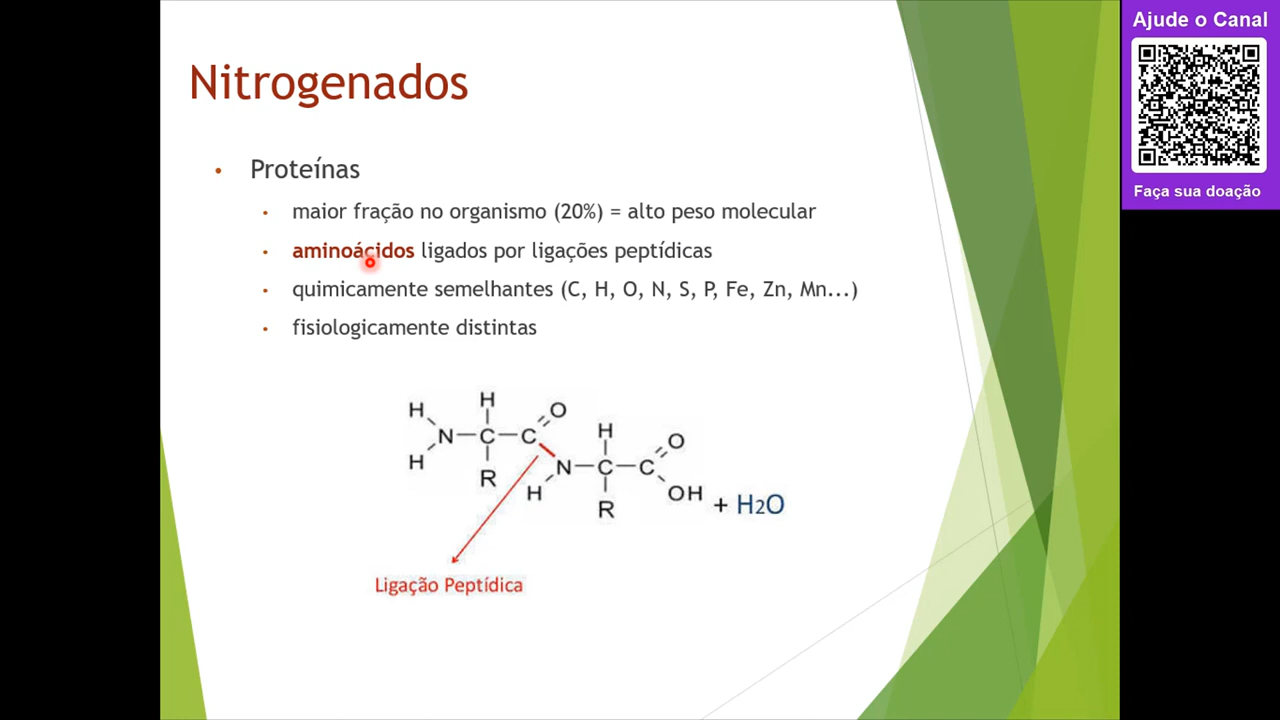 Ajude o Canal
Nitrogenados
• Proteínas
• maior fração no organismo (20%) = alto peso molecular
• aminoácidos ligados por ligações peptídicas
• quimicamente semelhantes (C, H, O, N, S, P, Fe, Zn, Mn...)
• fisiologicamente distintas
H H O
N C C
H R
H O
N C C
H R OH + H2O
Ligação Peptídica
Faça sua doação